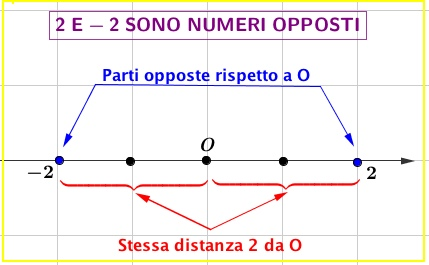 2 E − 2 SONO NUMERI OPPOSTI
Parti opposte rispetto a O
O
−2
2
Stessa distanza 2 da O